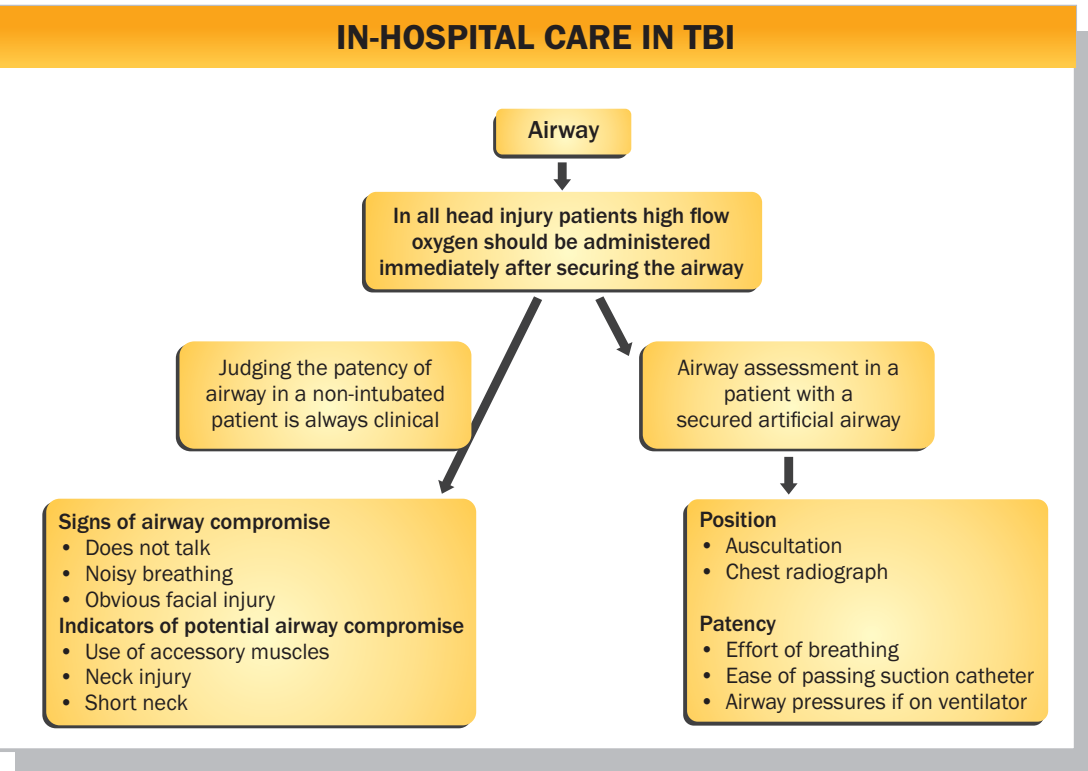 IN-HOSPITAL CARE IN TBI
Airway
In all head injury patients high flow
oxygen should be administered
immediately after securing the airway
Judging the patency of
airway in a non-intubated
patient is always clinical
Airway assessment in a
patient with a
secured artificial airway
Signs of airway compromise
• Does not talk
• Noisy breathing
• Obvious facial injury
Indicators of potential airway compromise
• Use of accessory muscles
• Neck injury
• Short neck
Position
• Auscultation
• Chest radiograph
Patency
• Effort of breathing
• Ease of passing suction catheter
• Airway pressures if on ventilator